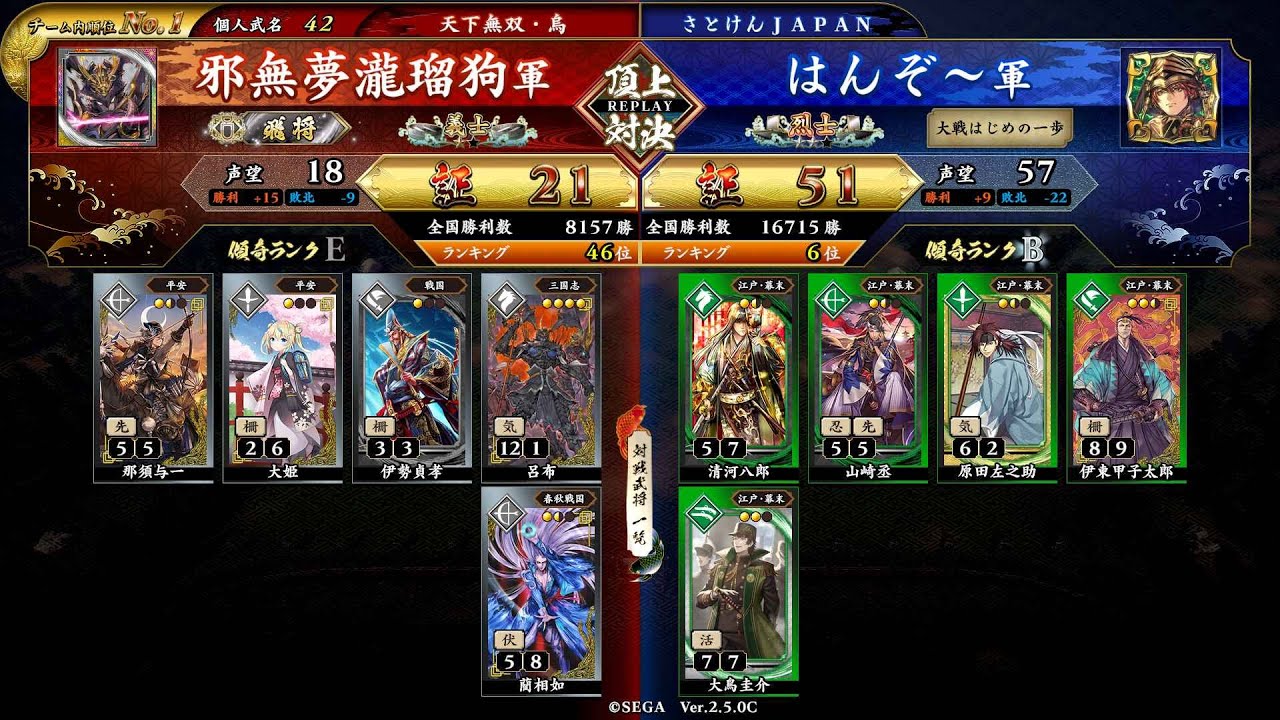 チーム内順位 No.1 個人武名 42
天下無双・烏
さとけんJAPAN
邪無夢瀧瑠狗軍
頂上
REPLAY
対決
はんぞ～軍
飛将
義士
烈士
大戦はじめの一歩
声望 18
勝利 +15 敗北 -9
証 21
証 51
声望 57
勝利 +9 敗北 -22
全国勝利数 8157勝
全国勝利数 16715勝
傾奇ランク E
ランキング 46位
ランキング 6位
傾奇ランク B
平安
平安
戦国
三国志
江戸・幕末
江戸・幕末
江戸・幕末
江戸・幕末
先
柵
柵
気
忍 先
気
柵
5 5
2 6
3 3
12 1
5 7
5 5
6 2
8 9
那須与一
大姫
伊勢貞孝
呂布
清河八郎
山崎丞
原田左之助
伊東甲子太郎
対戦武将一覧
春秋戦国
江戸・幕末
伏
活
5 8
7 7
藺相如
大鳥圭介
©SEGA Ver.2.5.0C